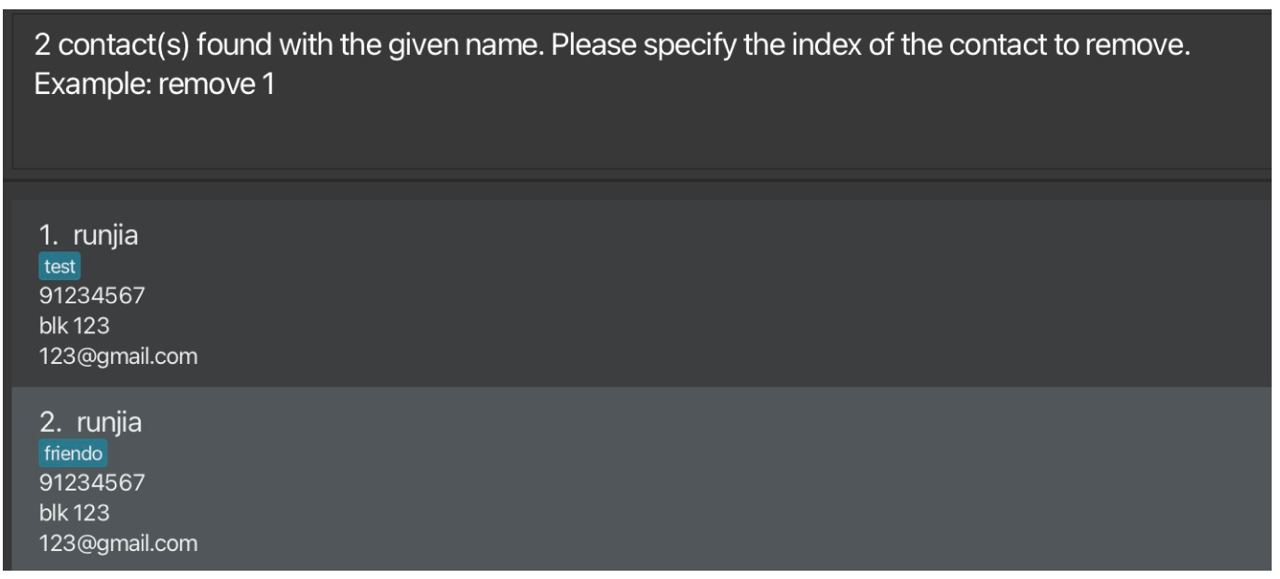 2 contact(s) found with the given name. Please specify the index of the contact to remove.
Example: remove 1
1. runjia
test
91234567
blk 123
123@gmail.com
2. runjia
friendo
91234567
blk 123
123@gmail.com